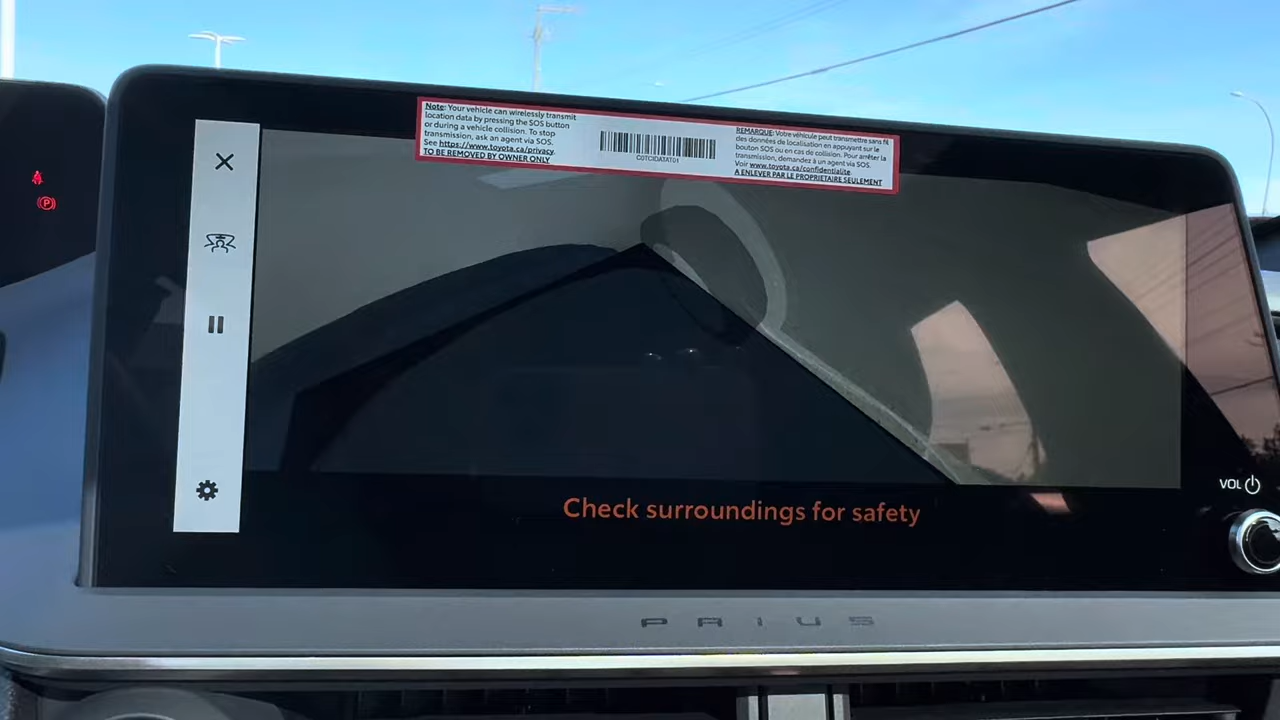 Note: Your vehicle can wirelessly transmit
location data by pressing the SOS button
or during a vehicle collision. To stop
transmission, ask an agent via SOS.
See https://www.toyota.ca/privacy.
TO BE REMOVED BY OWNER ONLY
C0TCIDATAT01
REMARQUE: Votre véhicule peut transmettre sans fil
des données de localisation en appuyant sur le
bouton SOS ou en cas de collision. Pour arrêter la
transmission, demandez à un agent via SOS.
Voir www.toyota.ca/confidentialite
A ENLEVER PAR LE PROPRIETAIRE SEULEMENT
P
VOL
Check surroundings for safety
PRIUS